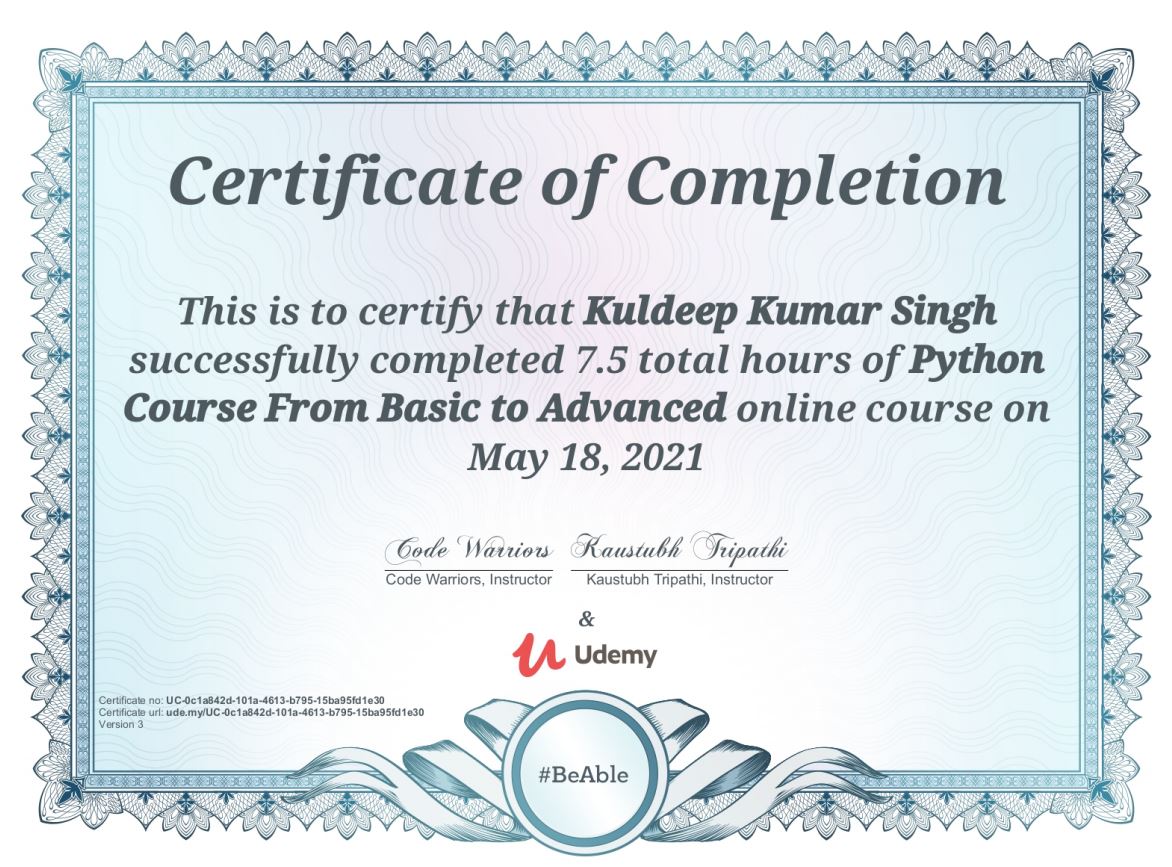 Certificate of Completion
This is to certify that Kuldeep Kumar Singh
successfully completed 7.5 total hours of Python
Course From Basic to Advanced online course on
May 18, 2021
Code Warriors Kaustubh Tripathi
Code Warriors, Instructor Kaustubh Tripathi, Instructor
&
Udemy
Certificate no: UC-0c1a842d-101a-4613-b795-15ba95fd1e30
Certificate url: ude.my/UC-0c1a842d-101a-4613-b795-15ba95fd1e30
Version 3
#BeAble